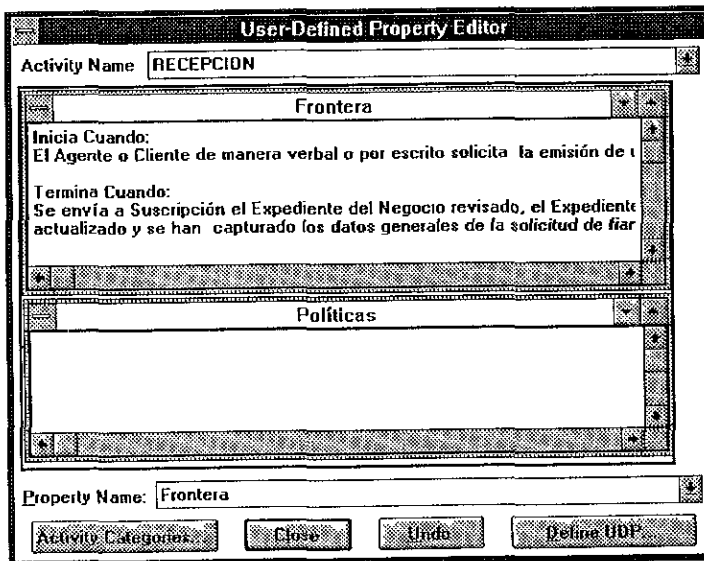 User-Defined Property Editor
Activity Name RECEPCION
Frontera
Inicia Cuando:
El Agente o Cliente de manera verbal o por escrito solicita la emisión de
Termina Cuando:
Se envía a Suscripción el Expediente del Negocio revisado, el Expediente
actualizado y se han capturado los datos generales de la solicitud de
Políticas
Property Name: Frontera
Activity Categories... Close Undo Define UDP...